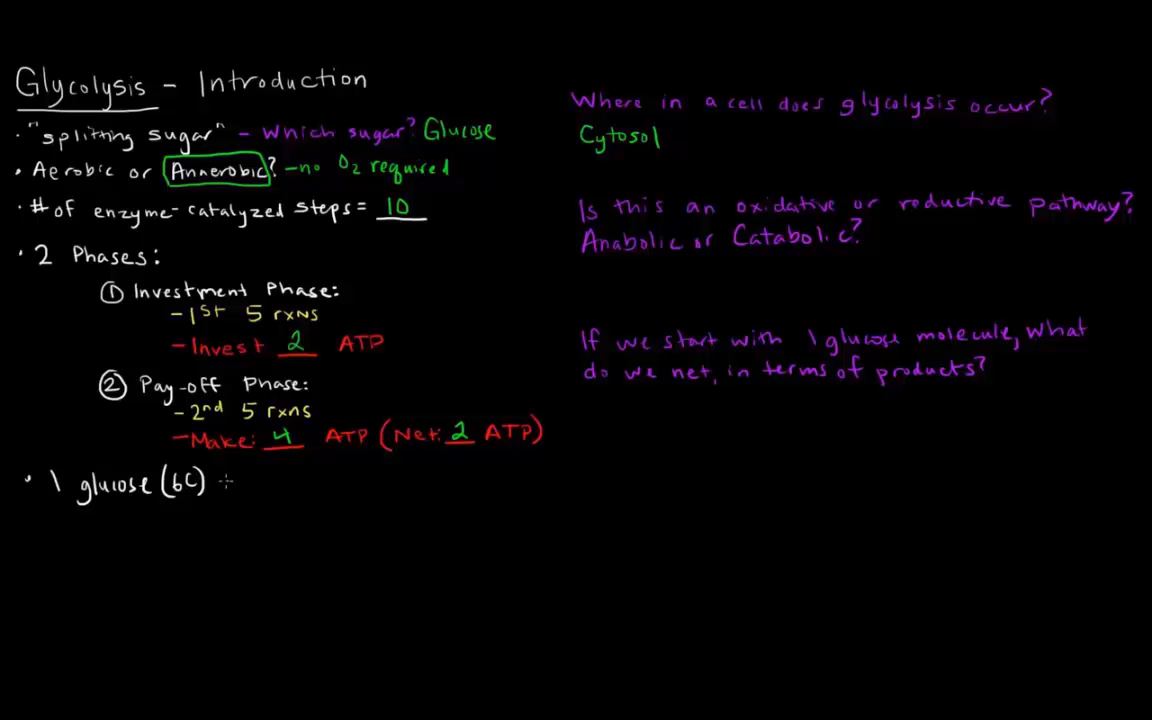 Glycolysis - Introduction
· "splitting sugar" - Which sugar? Glucose
· Aerobic or Anaerobic? - no O₂ required
· # of enzyme-catalyzed steps = 10
· 2 Phases:
① Investment Phase:
- 1st 5 rxns
- Invest 2 ATP
② Pay-off Phase:
- 2nd 5 rxns
- Make: 4 ATP (Net: 2 ATP)
· 1 glucose (6C)
Where in a cell does glycolysis occur?
Cytosol
Is this an oxidative or reductive pathway?
Anabolic or Catabolic?
If we start with 1 glucose molecule, what
do we net, in terms of products?